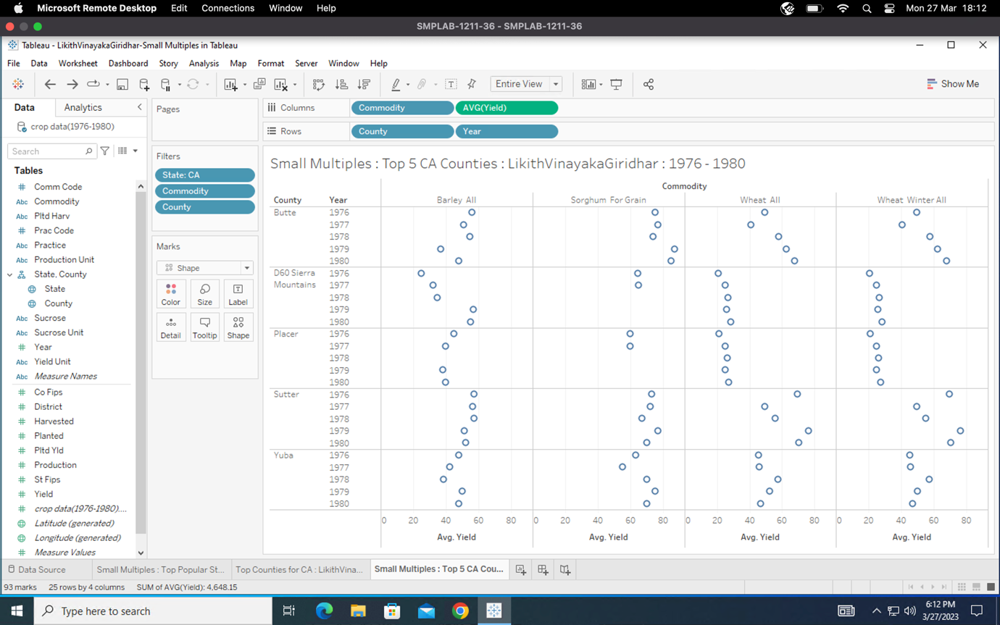 Microsoft Remote Desktop Edit Connections Window Help Mon 27 Mar 18:12
SMPLAB-1211-36 - SMPLAB-1211-36
Tableau - LikithVinayakaGiridhar-Small Multiples in Tableau
File Data Worksheet Dashboard Story Analysis Map Format Server Window Help
Entire View Show Me
Data Analytics
crop data(1976-1980)
Search
Tables
Comm Code
Abc Commodity
Abc Pltd Harv
Prac Code
Abc Practice
Abc Production Unit
State, County
State
County
Abc Sucrose
Abc Sucrose Unit
Year
Abc Yield Unit
Abc Measure Names
Co Fips
District
Harvested
Planted
Pltd Yld
Production
St Fips
Yield
crop data(1976-1980)....
Latitude (generated)
Longitude (generated)
Measure Values
Pages
Filters
State: CA
Commodity
County
Marks
Shape
Color Size Label
Detail Tooltip Shape
Columns Commodity AVG(Yield)
Rows County Year
Small Multiples : Top 5 CA Counties : LikithVinayakaGiridhar : 1976 - 1980
Commodity
County Year Barley All Sorghum For Grain Wheat All Wheat Winter All
Butte 1976
1977
1978
1979
1980
D60 Sierra 1976
Mountains 1977
1978
1979
1980
Placer 1976
1977
1978
1979
1980
Sutter 1976
1977
1978
1979
1980
Yuba 1976
1977
1978
1979
1980
0 20 40 60 80 0 20 40 60 80 0 20 40 60 80 0 20 40 60 80
Avg. Yield Avg. Yield Avg. Yield Avg. Yield
Data Source Small Multiples : Top Popular St... Top Counties for CA : LikithVina... Small Multiples : Top 5 CA Cou...
93 marks 25 rows by 4 columns SUM of AVG(Yield): 4,648.15
Type here to search
6:12 PM
3/27/2023